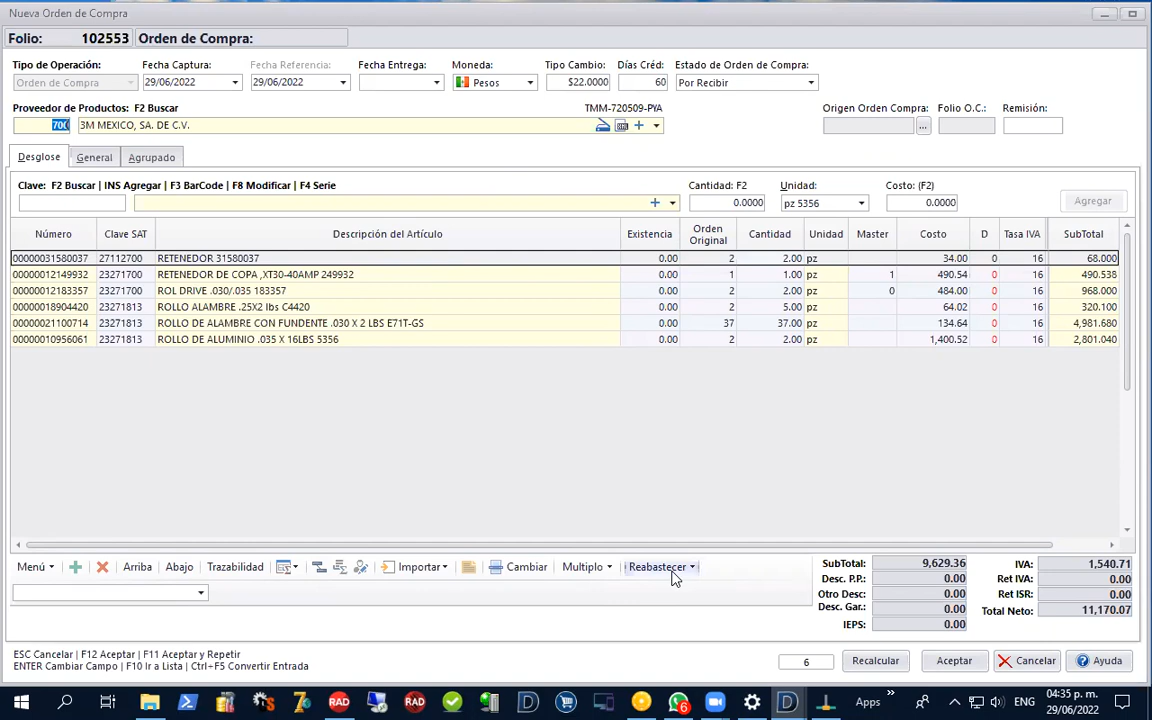 Nueva Orden de Compra
Folio: 102553 Orden de Compra:
Tipo de Operación: Fecha Captura: Fecha Referencia: Fecha Entrega: Moneda: Tipo Cambio: Días Créd: Estado de Orden de Compra:
Orden de Compra 29/06/2022 29/06/2022 Pesos $22.0000 60 Por Recibir
Proveedor de Productos: F2 Buscar TMM-720509-PYA Origen Orden Compra: Folio O.C.: Remisión:
700 3M MEXICO, SA. DE C.V. ...
Desglose General Agrupado
Clave: F2 Buscar | INS Agregar | F3 BarCode | F8 Modificar | F4 Serie Cantidad: F2 Unidad: Costo: (F2)
0.0000 pz 5356 0.0000 Agregar
Número Clave SAT Descripción del Artículo Existencia Orden Original Cantidad Unidad Master Costo D Tasa IVA SubTotal
00000031580037 27112700 RETENEDOR 31580037 0.00 2 2.00 pz 34.00 0 16 68.000
00000012149932 23271700 RETENEDOR DE COPA ,XT30-40AMP 249932 0.00 1 1.00 pz 1 490.54 0 16 490.538
00000012183357 23271700 ROL DRIVE .030/.035 183357 0.00 2 2.00 pz 0 484.00 0 16 968.000
00000018904420 23271813 ROLLO ALAMBRE .25X2 lbs C4420 0.00 2 5.00 pz 64.02 0 16 320.100
00000021100714 23271813 ROLLO DE ALAMBRE CON FUNDENTE .030 X 2 LBS E71T-GS 0.00 37 37.00 pz 134.64 0 16 4,981.680
00000010956061 23271813 ROLLO DE ALUMINIO .035 X 16LBS 5356 0.00 2 2.00 pz 1,400.52 0 16 2,801.040
Menú Arriba Abajo Trazabilidad Importar Cambiar Multiplo Reabastecer
SubTotal: 9,629.36 IVA: 1,540.71
Desc. P.P.: 0.00 Ret IVA: 0.00
Otro Desc: 0.00 Ret ISR: 0.00
Desc. Gar.: 0.00 Total Neto: 11,170.07
IEPS: 0.00
ESC Cancelar | F12 Aceptar | F11 Aceptar y Repetir
ENTER Cambiar Campo | F10 Ir a Lista | Ctrl+F5 Convertir Entrada
6 Recalcular Aceptar Cancelar Ayuda
RAD RAD 6 Apps ENG 04:35 p. m.
29/06/2022